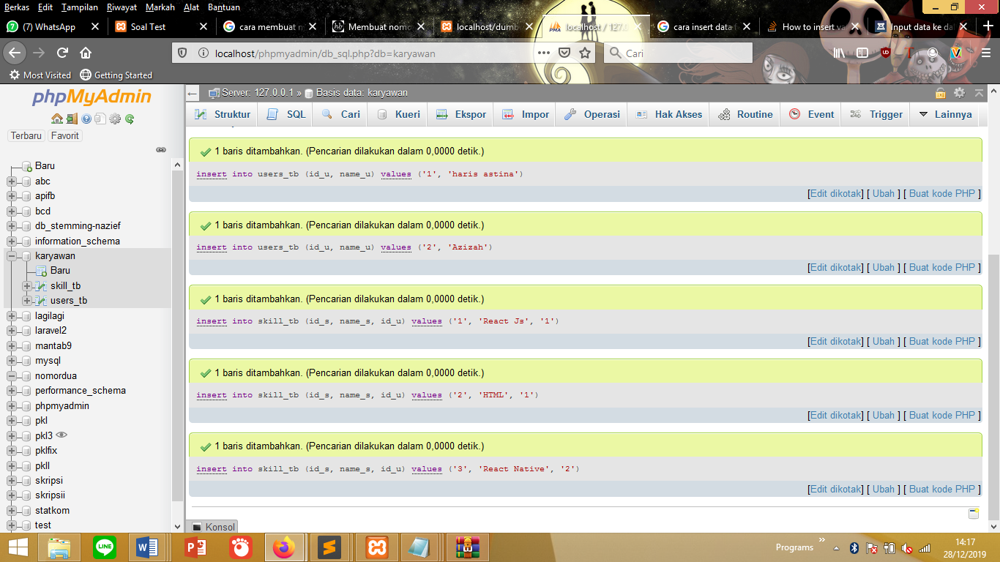 Berkas Edit Tampilan Riwayat Markah Alat Bantuan
(7) WhatsApp
Soal Test
cara membuat n
Membuat nomo
localhost/dumb
localhost / 127.0
cara insert data f
How to insert va
Input data ke dal
localhost/phpmyadmin/db_sql.php?db=karyawan
Cari
Most Visited Getting Started
phpMyAdmin
Terbaru Favorit
Baru
abc
apifb
bcd
db_stemming-nazief
information_schema
karyawan
Baru
skill_tb
users_tb
lagilagi
laravel2
mantab9
mysql
nomordua
performance_schema
phpmyadmin
pkl
pkl3
pklfix
pkll
skripsi
skripsii
statkom
test
Server: 127.0.0.1 » Basis data: karyawan
Struktur SQL Cari Kueri Ekspor Impor Operasi Hak Akses Routine Event Trigger Lainnya
1 baris ditambahkan. (Pencarian dilakukan dalam 0,0000 detik.)
insert into users_tb (id_u, name_u) values ('1', 'haris astina')
[Edit dikotak] [ Ubah ] [ Buat kode PHP ]
1 baris ditambahkan. (Pencarian dilakukan dalam 0,0000 detik.)
insert into users_tb (id_u, name_u) values ('2', 'Azizah')
[Edit dikotak] [ Ubah ] [ Buat kode PHP ]
1 baris ditambahkan. (Pencarian dilakukan dalam 0,0000 detik.)
insert into skill_tb (id_s, name_s, id_u) values ('1', 'React Js', '1')
[Edit dikotak] [ Ubah ] [ Buat kode PHP ]
1 baris ditambahkan. (Pencarian dilakukan dalam 0,0000 detik.)
insert into skill_tb (id_s, name_s, id_u) values ('2', 'HTML', '1')
[Edit dikotak] [ Ubah ] [ Buat kode PHP ]
1 baris ditambahkan. (Pencarian dilakukan dalam 0,0000 detik.)
insert into skill_tb (id_s, name_s, id_u) values ('3', 'React Native', '2')
[Edit dikotak] [ Ubah ] [ Buat kode PHP ]
Konsol
Programs
14:17
28/12/2019